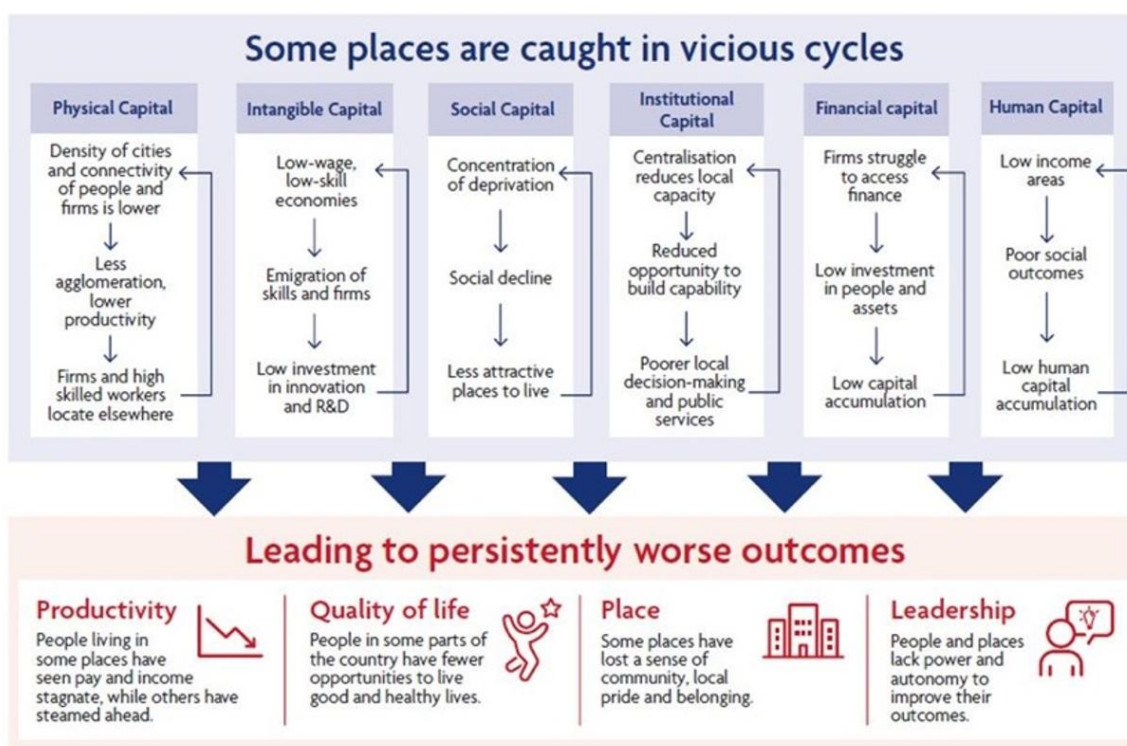 Some places are caught in vicious cycles
Physical Capital
Density of cities
and connectivity
of people and
firms is lower
Less
agglomeration,
lower
productivity
Firms and high
skilled workers
locate elsewhere
Intangible Capital
Low-wage,
low-skill
economies
Emigration of
skills and firms
Low investment
in innovation
and R&D
Social Capital
Concentration
of deprivation
Social decline
Less attractive
places to live
Institutional
Capital
Centralisation
reduces local
capacity
Reduced
opportunity to
build capability
Poorer local
decision-making
and public
services
Financial capital
Firms struggle
to access
finance
Low investment
in people and
assets
Low capital
accumulation
Human Capital
Low income
areas
Poor social
outcomes
Low human
capital
accumulation
Leading to persistently worse outcomes
Productivity
People living in
some places have
seen pay and income
stagnate, while others have
steamed ahead.
Quality of life
People in some parts of
the country have fewer
opportunities to live
good and healthy lives.
Place
Some places have
lost a sense of
community, local
pride and belonging.
Leadership
People and places
lack power and
autonomy to
improve their
outcomes.